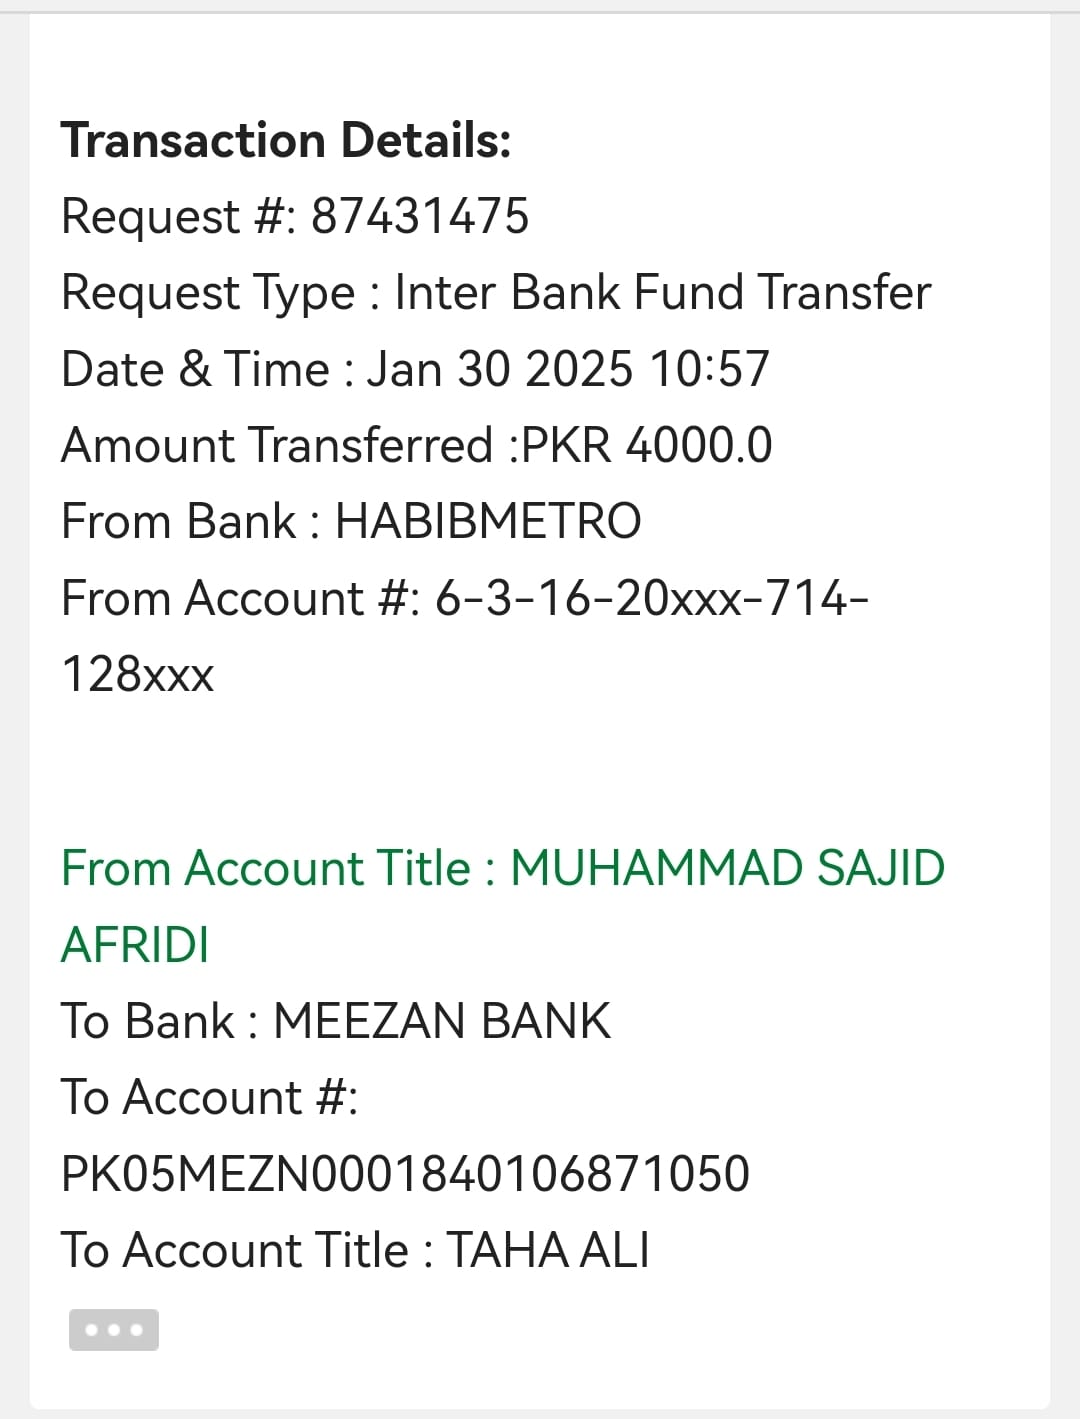 Transaction Details:
Request #: 87431475
Request Type : Inter Bank Fund Transfer
Date & Time : Jan 30 2025 10:57
Amount Transferred :PKR 4000.0
From Bank : HABIBMETRO
From Account #: 6-3-16-20xxx-714-
128xxx
From Account Title : MUHAMMAD SAJID
AFRIDI
To Bank : MEEZAN BANK
To Account #:
PK05MEZN0001840106871050
To Account Title : TAHA ALI